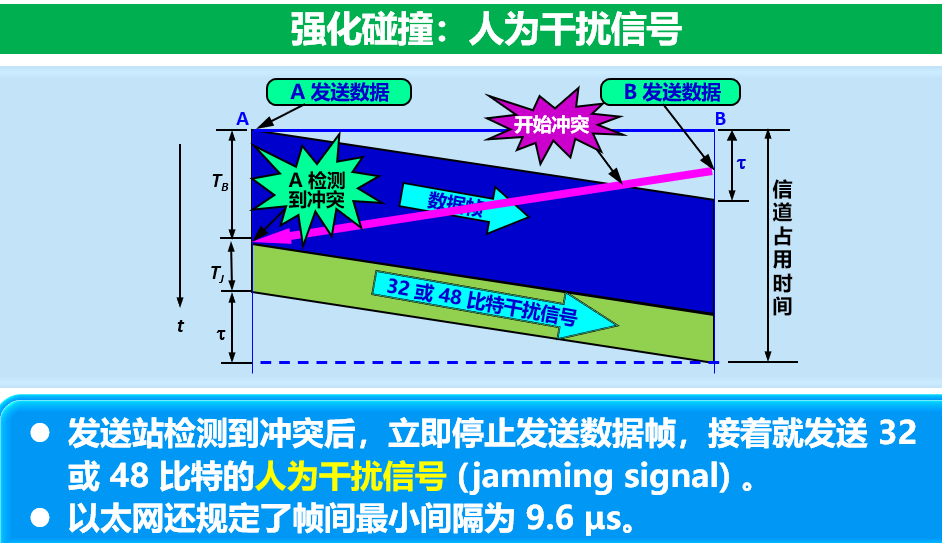 强化碰撞：人为干扰信号
A 发送数据
B 发送数据
A
开始冲突
B
T_B
A 检测
到冲突
数据帧
τ
信道占用时间
T_J
32 或 48 比特干扰信号
t
τ
● 发送站检测到冲突后，立即停止发送数据帧，接着就发送 32
或 48 比特的人为干扰信号 (jamming signal) 。
● 以太网还规定了帧间最小间隔为 9.6 μs。